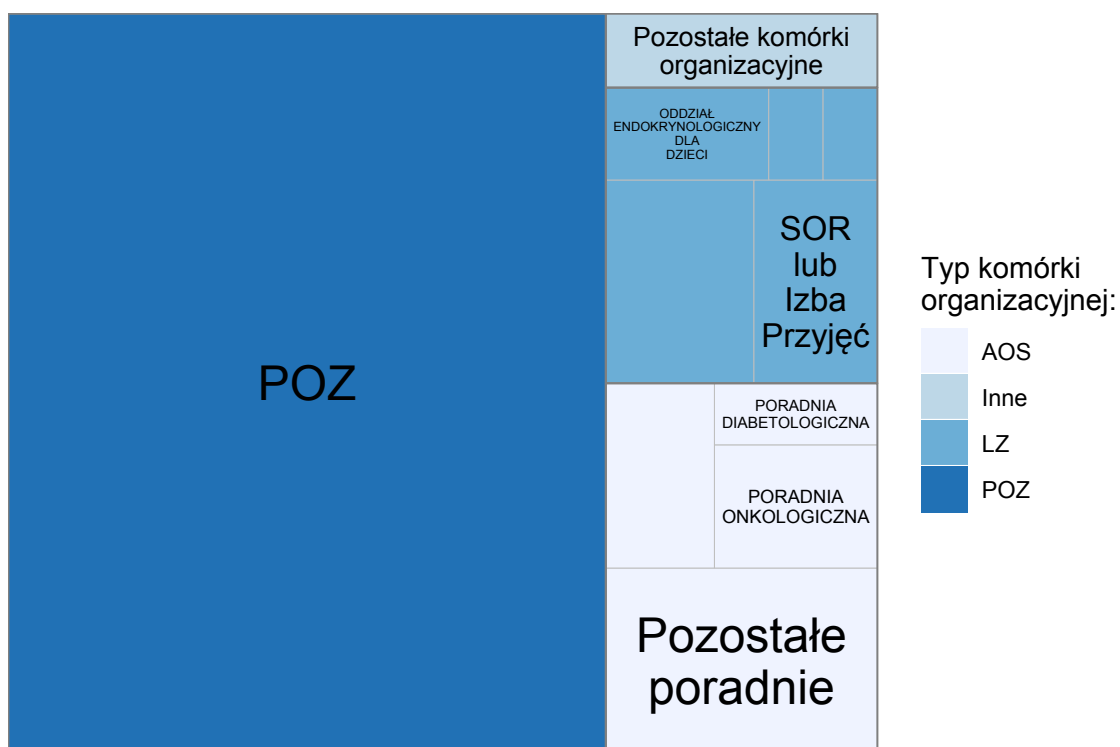 POZ
Pozostałe komórki
organizacyjne
ODDZIAŁ
ENDOKRYNOLOGICZNY
DLA
DZIECI
SOR
lub
Izba
Przyjęć
PORADNIA
DIABETOLOGICZNA
PORADNIA
ONKOLOGICZNA
Pozostałe
poradnie
Typ komórki
organizacyjnej:
AOS
Inne
LZ
POZ